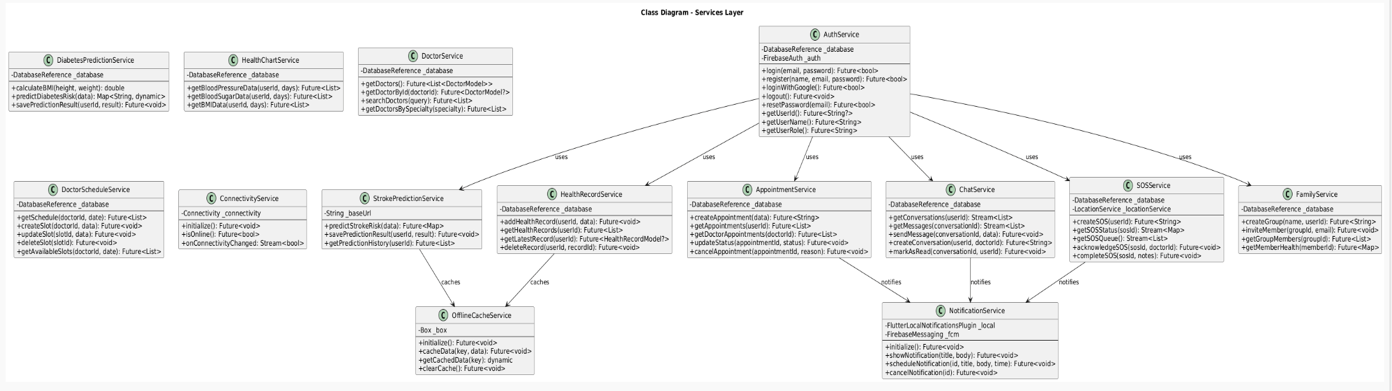 Class Diagram - Services Layer
C AuthService
-DatabaseReference _database
-FirebaseAuth _auth
+login(email, password): Future<bool>
+register(name, email, password): Future<bool>
+loginWithGoogle(): Future<bool>
+logout(): Future<void>
+resetPassword(email): Future<bool>
+getUserId(): Future<String?>
+getUserName(): Future<String>
+getUserRole(): Future<String>
C DiabetesPredictionService
-DatabaseReference _database
+calculateBMI(height, weight): double
+predictDiabetesRisk(data): Map<String, dynamic>
+savePredictionResult(userId, result): Future<void>
C HealthChartService
-DatabaseReference _database
+getBloodPressureData(userId, days): Future<List>
+getBloodSugarData(userId, days): Future<List>
+getBMIData(userId, days): Future<List>
C DoctorService
-DatabaseReference _database
+getDoctors(): Future<List<DoctorModel>>
+getDoctorById(doctorId): Future<DoctorModel?>
+searchDoctors(query): Future<List>
+getDoctorsBySpecialty(specialty): Future<List>
uses
uses
uses
uses
uses
uses
C DoctorScheduleService
-DatabaseReference _database
+getSchedule(doctorId, date): Future<List>
+createSlot(doctorId, data): Future<void>
+updateSlot(slotId, data): Future<void>
+deleteSlot(slotId): Future<void>
+getAvailableSlots(doctorId, date): Future<List>
C ConnectivityService
-Connectivity _connectivity
+initialize(): Future<void>
+isOnline(): Future<bool>
+onConnectivityChanged: Stream<bool>
C StrokePredictionService
-String _baseUrl
+predictStrokeRisk(data): Future<Map>
+savePredictionResult(userId, result): Future<void>
+getPredictionHistory(userId): Future<List>
C HealthRecordService
-DatabaseReference _database
+addHealthRecord(userId, data): Future<void>
+getHealthRecords(userId): Future<List>
+getLatestRecord(userId): Future<HealthRecordModel?>
+deleteRecord(userId, recordId): Future<void>
C AppointmentService
-DatabaseReference _database
+createAppointment(data): Future<String>
+getAppointments(userId): Future<List>
+getDoctorAppointments(doctorId): Future<List>
+updateStatus(appointmentId, status): Future<void>
+cancelAppointment(appointmentId, reason): Future<void>
C ChatService
-DatabaseReference _database
+getConversations(userId): Stream<List>
+getMessages(conversationId): Stream<List>
+sendMessage(conversationId, data): Future<void>
+createConversation(userId, doctorId): Future<String>
+markAsRead(conversationId, userId): Future<void>
C SOSService
-DatabaseReference _database
-LocationService _locationService
+createSOS(userId, data): Future<String>
+getSOSStatus(sosId): Stream<Map>
+getSOSQueue(): Stream<List>
+acknowledgeSOS(sosId, doctorId): Future<void>
+completeSOS(sosId, notes): Future<void>
C FamilyService
-DatabaseReference _database
+createGroup(name, userId): Future<String>
+inviteMember(groupId, email): Future<void>
+getGroupMembers(groupId): Future<List>
+getMemberHealth(memberId): Future<Map>
caches
caches
notifies
notifies
notifies
C OfflineCacheService
-Box _box
+initialize(): Future<void>
+cacheData(key, data): Future<void>
+getCachedData(key): dynamic
+clearCache(): Future<void>
C NotificationService
-FlutterLocalNotificationsPlugin _local
-FirebaseMessaging _fcm
+initialize(): Future<void>
+showNotification(title, body): Future<void>
+scheduleNotification(id, title, body, time): Future<void>
+cancelNotification(id): Future<void>